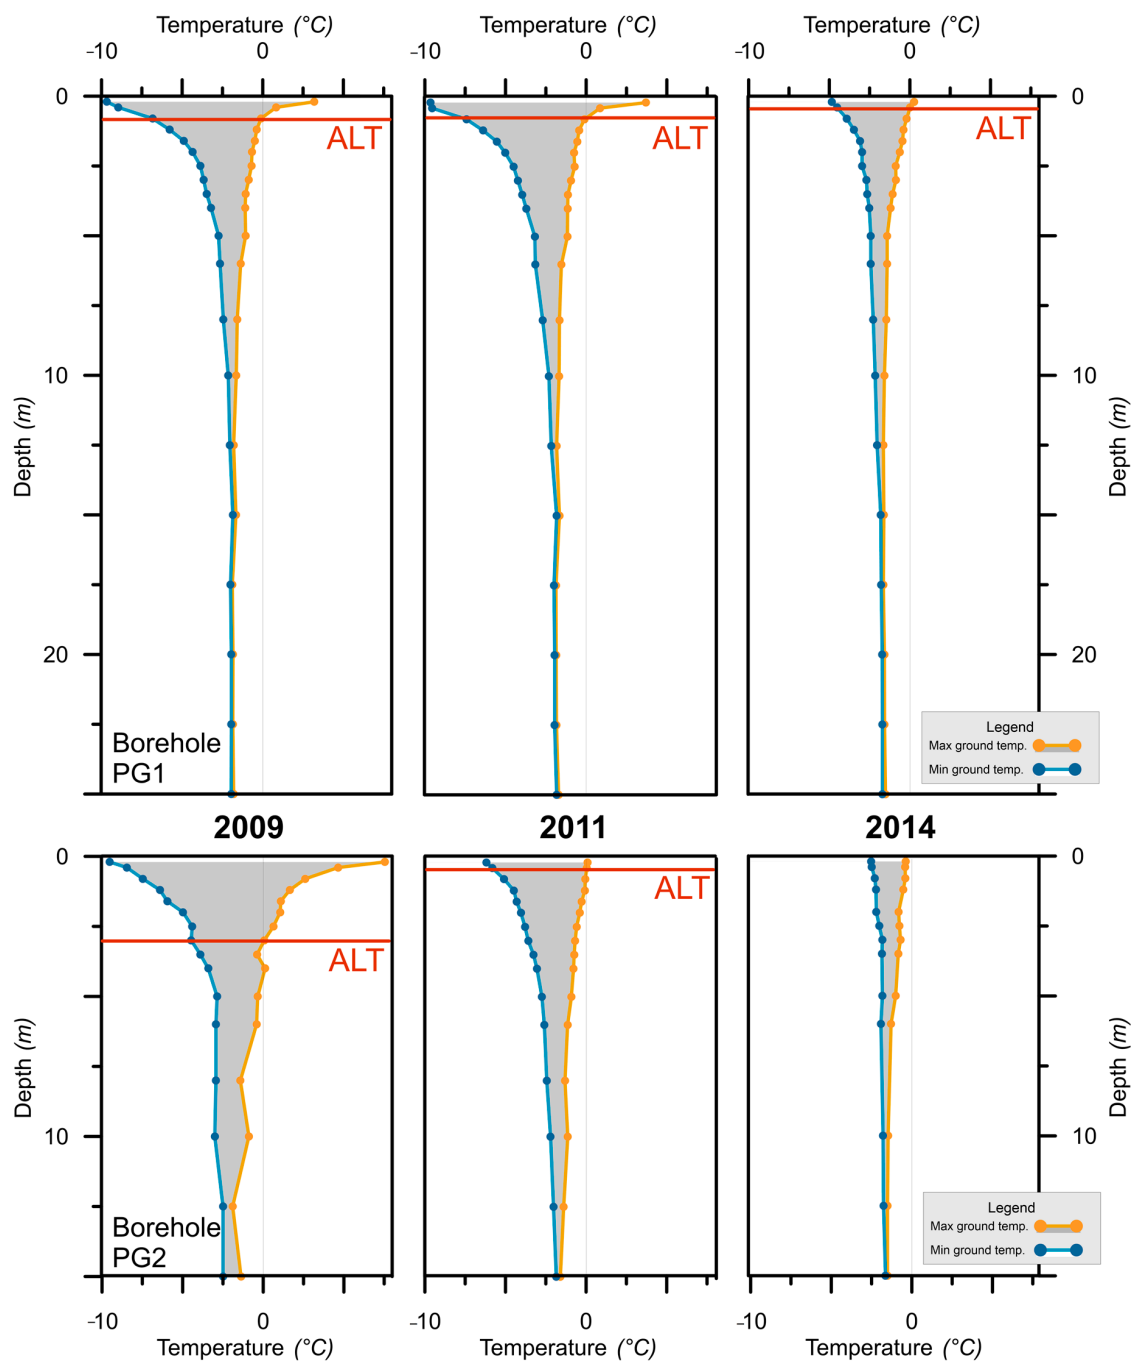 Temperature (°C) Temperature (°C) Temperature (°C)
-10 0 -10 0 -10 0
0 0
ALT ALT ALT
10 10
Depth (m) Depth (m)
20 20
Legend
Max ground temp.
Min ground temp.
Borehole
PG1
2009 2011 2014
0 0
ALT
ALT
Depth (m) Depth (m)
10 10
Legend
Max ground temp.
Min ground temp.
Borehole
PG2
-10 0 -10 0 -10 0
Temperature (°C) Temperature (°C) Temperature (°C)